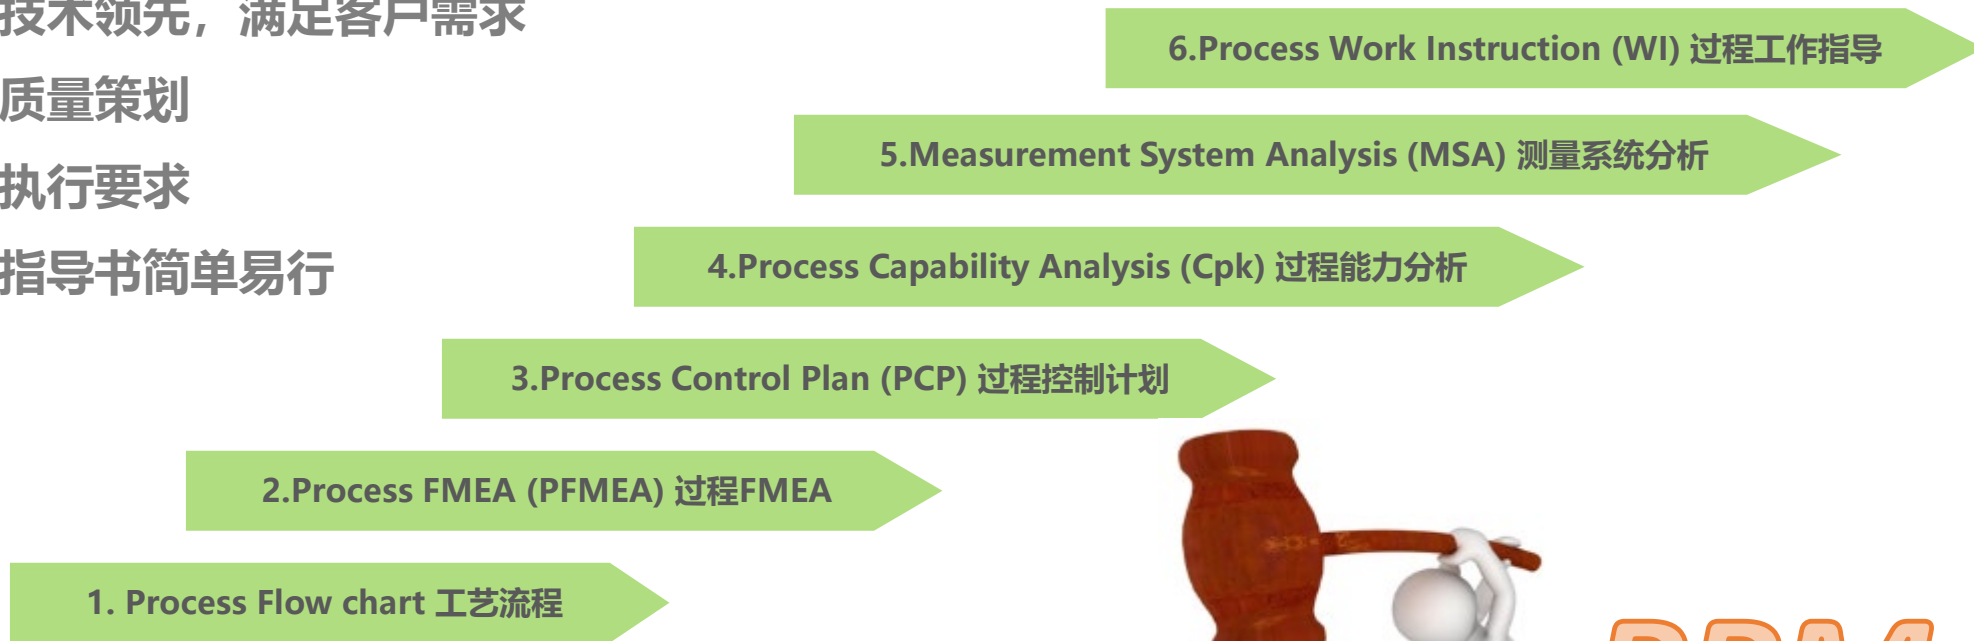 技术领先，满足客户需求
质量策划
执行要求
指导书简单易行
6.Process Work Instruction (WI) 过程工作指导
5.Measurement System Analysis (MSA) 测量系统分析
4.Process Capability Analysis (Cpk) 过程能力分析
3.Process Control Plan (PCP) 过程控制计划
2.Process FMEA (PFMEA) 过程FMEA
1. Process Flow chart 工艺流程